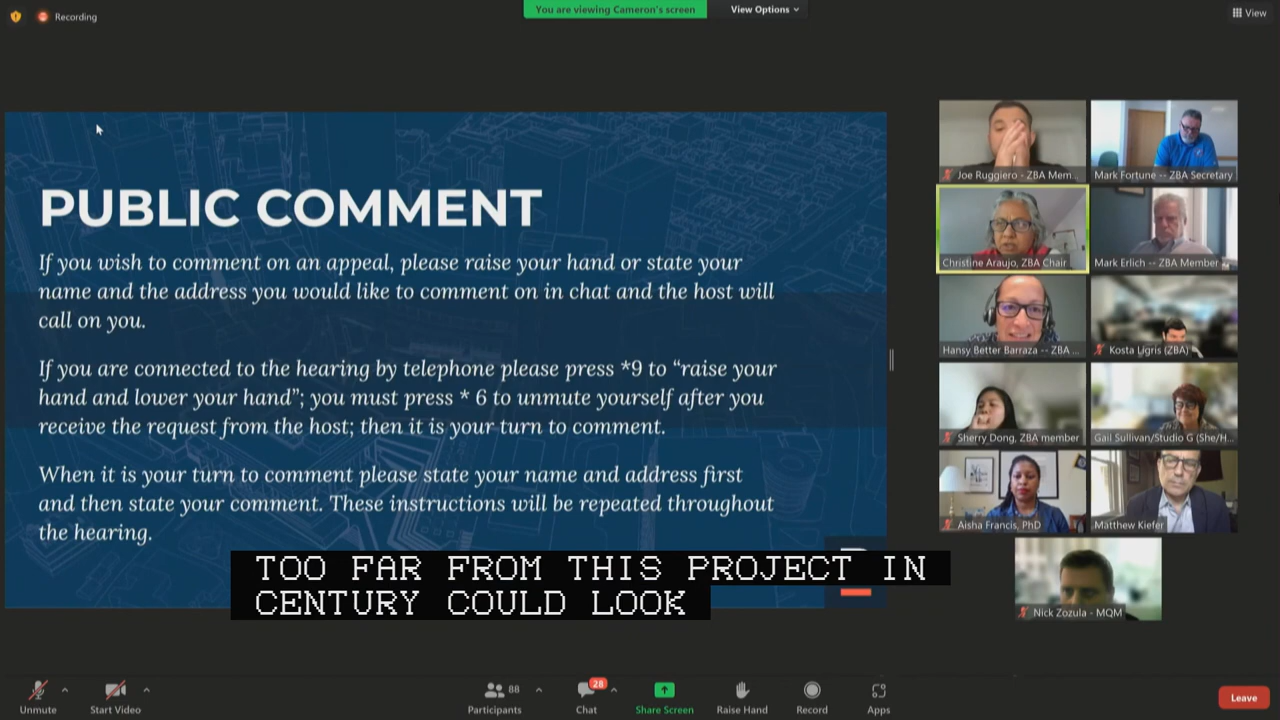 Recording
You are viewing Cameron's screen
View Options
View
PUBLIC COMMENT
If you wish to comment on an appeal, please raise your hand or state your
name and the address you would like to comment on in chat and the host will
call on you.
If you are connected to the hearing by telephone please press *9 to “raise your
hand and lower your hand”; you must press * 6 to unmute yourself after you
receive the request from the host; then it is your turn to comment.
When it is your turn to comment please state your name and address first
and then state your comment. These instructions will be repeated throughout
the hearing.
TOO FAR FROM THIS PROJECT IN
CENTURY COULD LOOK
Joe Ruggiero - ZBA Mem...
Mark Fortune -- ZBA Secretary
Christine Araujo, ZBA Chair
Mark Erlich -- ZBA Member
Hansy Better Barraza -- ZBA ...
Kosta Ligris (ZBA)
Sherry Dong, ZBA member
Gail Sullivan/Studio G (She/H...
Aisha Francis, PhD
Matthew Kiefer
Nick Zozula - MQM
Unmute
Start Video
88
Participants
28
Chat
Share Screen
Raise Hand
Record
Apps
Leave